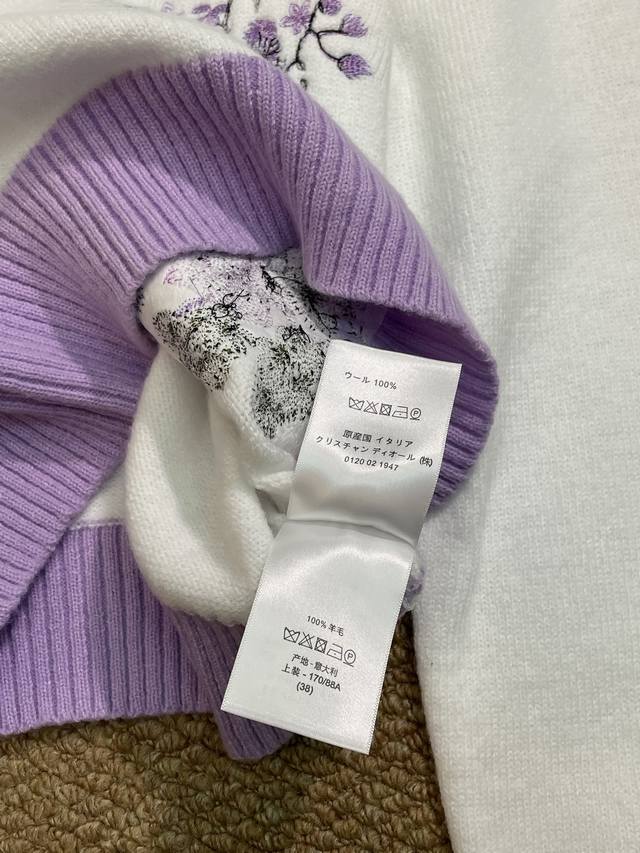 ウール 100%
原産国 イタリア
クリスチャン ディオール (株)
0120 02 1947
100% 羊毛
产地 - 意大利
上装 - 170/88A
(38)